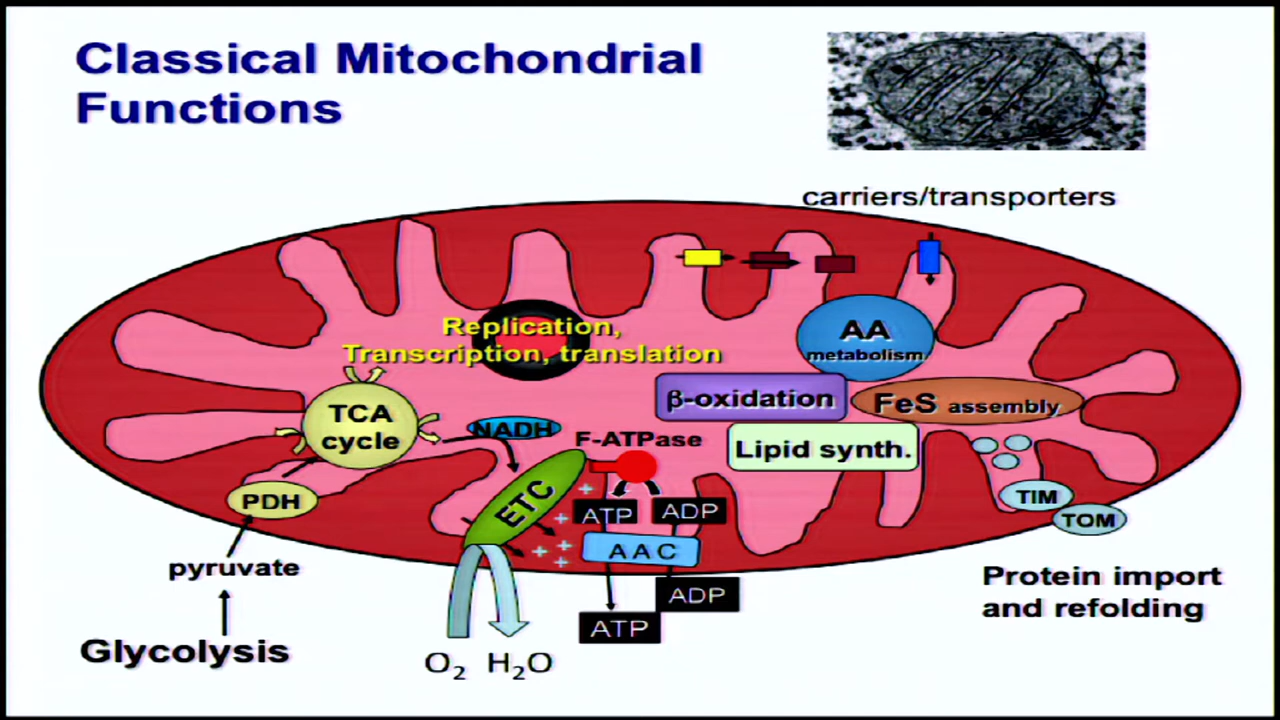 Classical Mitochondrial
Functions
carriers/transporters
Replication,
Transcription, translation
AA
metabolism
β-oxidation
FeS assembly
TCA
cycle
NADH
F-ATPase
Lipid synth.
PDH
ETC
ATP
ADP
TIM
TOM
AAC
pyruvate
ADP
ATP
Protein import
and refolding
Glycolysis
O2 H2O